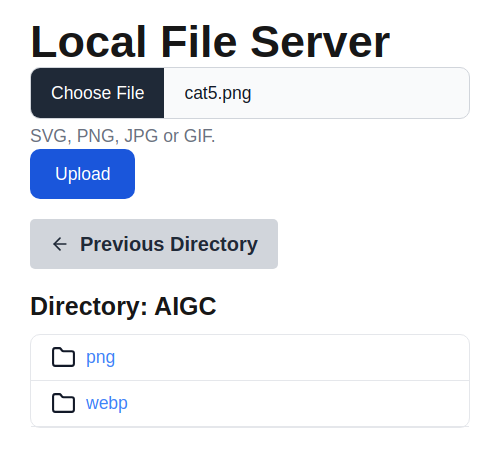 Local File Server
Choose File cat5.png
SVG, PNG, JPG or GIF.
Upload
← Previous Directory
Directory: AIGC
png
webp